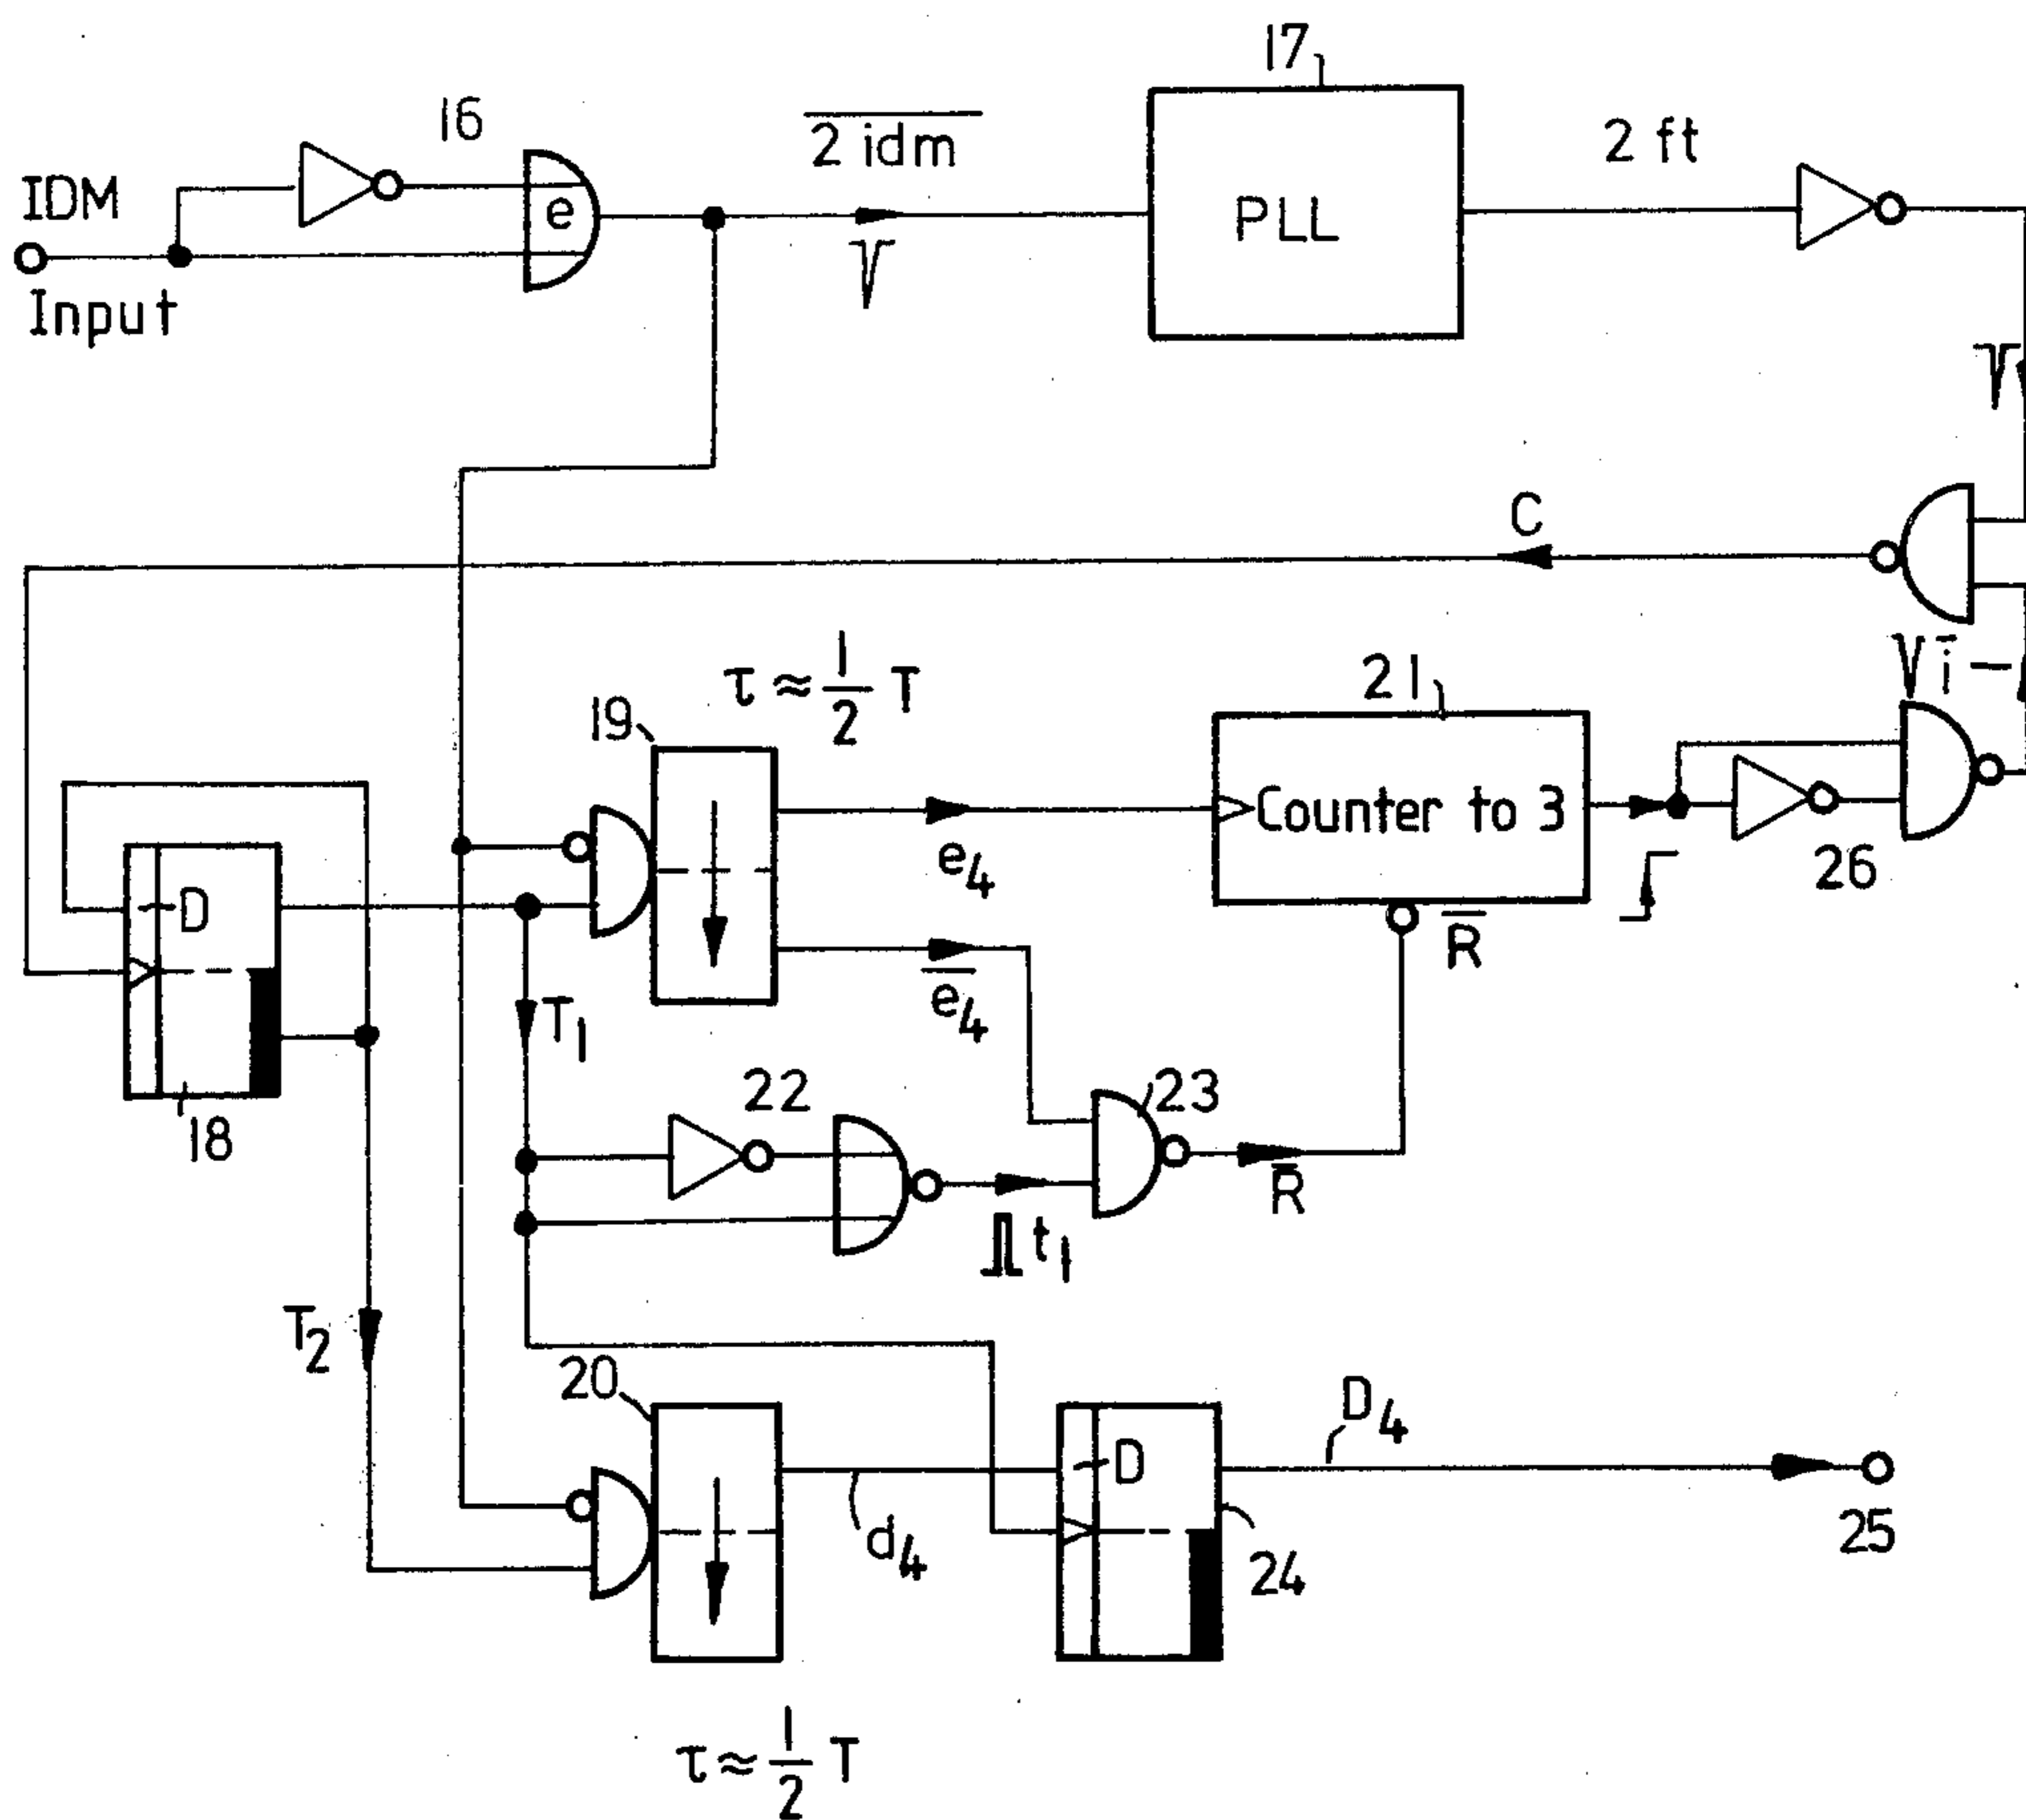 17
16
2 idm
2 ft
IDM
e
PLL
Input
C
τ ≈ 1/2 T
21
i
19
Counter to 3
e4
26
D
R̅
e̅4̅
T1
22
23
18
R̅
t1
T2
20
D4
D
d4
24
25
τ ≈ 1/2 T